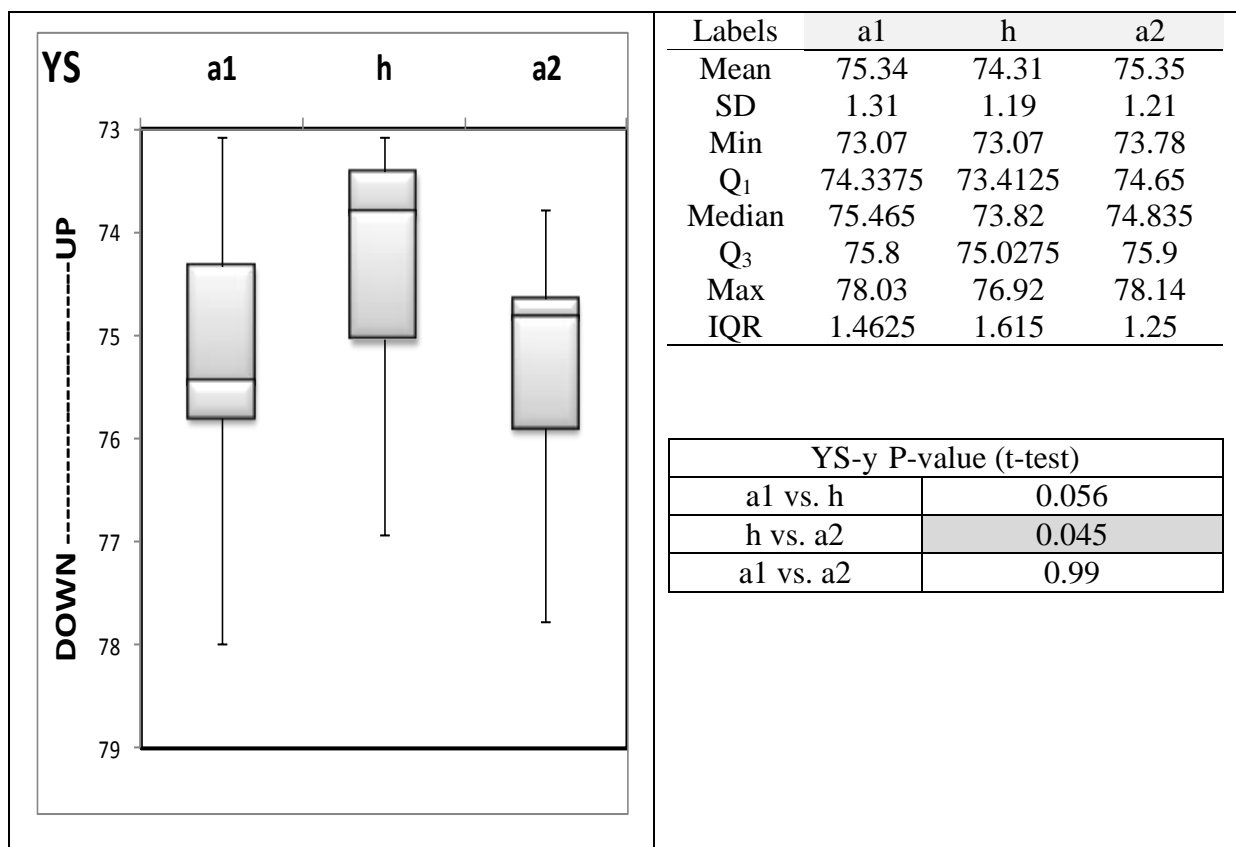 YS a1 h a2
73
74
75
76
77
78
79
DOWN ---------------UP
Labels a1 h a2
Mean 75.34 74.31 75.35
SD 1.31 1.19 1.21
Min 73.07 73.07 73.78
Q1 74.3375 73.4125 74.65
Median 75.465 73.82 74.835
Q3 75.8 75.0275 75.9
Max 78.03 76.92 78.14
IQR 1.4625 1.615 1.25
YS-y P-value (t-test)
a1 vs. h 0.056
h vs. a2 0.045
a1 vs. a2 0.99